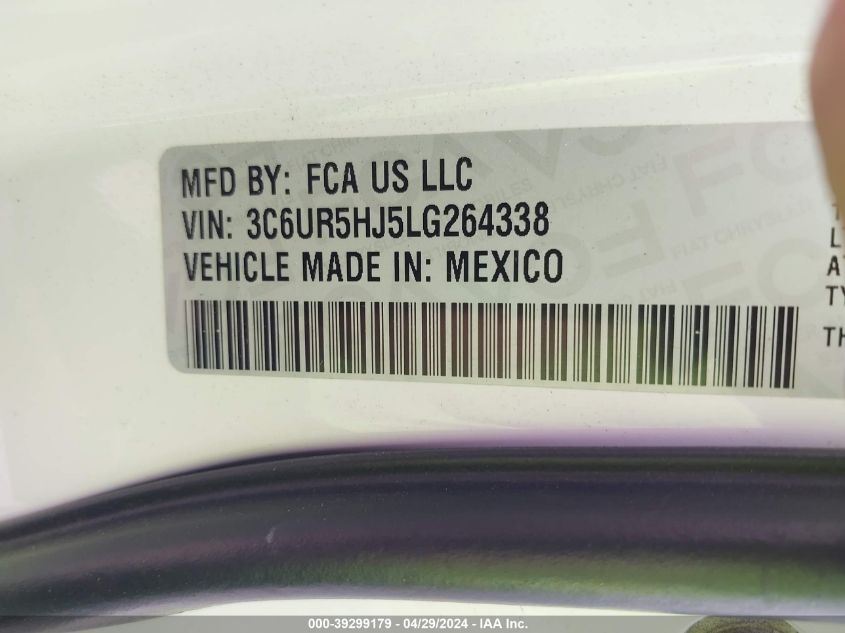 MFD BY: FCA US LLC
VIN: 3C6UR5HJ5LG264338
VEHICLE MADE IN: MEXICO
000-39299179 - 04/29/2024 - IAA Inc.